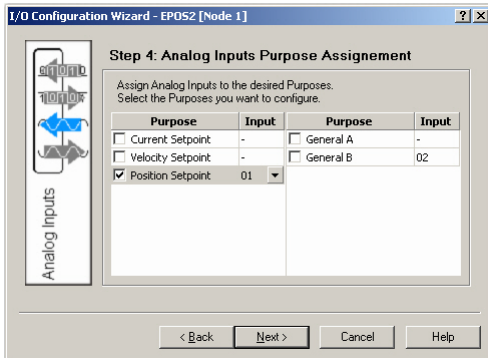 I/O Configuration Wizard - EPOS2 [Node 1]
Step 4: Analog Inputs Purpose Assignement
Assign Analog Inputs to the desired Purposes.
Select the Purposes you want to configure.
Purpose Input Purpose Input
Current Setpoint - General A -
Velocity Setpoint - General B 02
Position Setpoint 01
Analog Inputs
< Back Next > Cancel Help